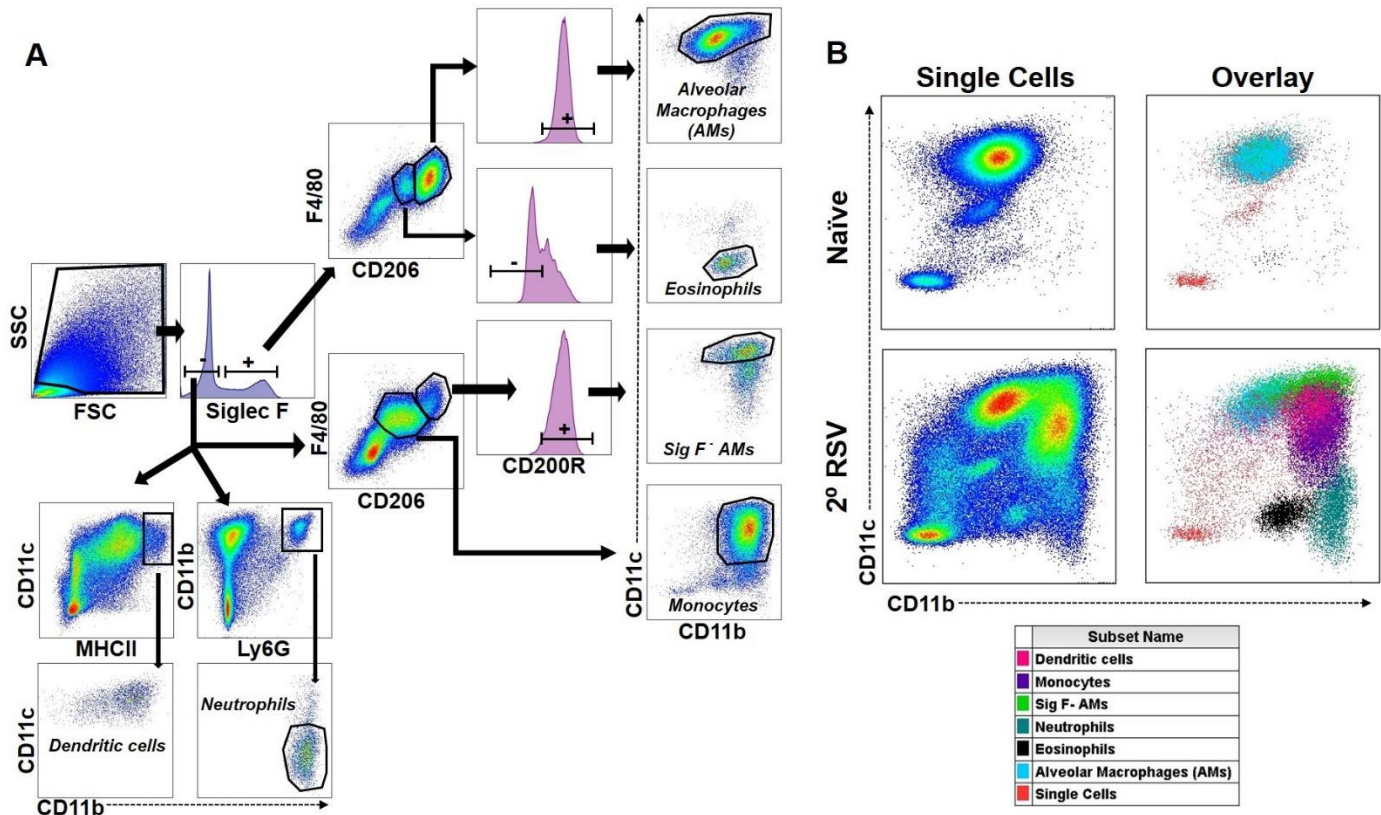 A
SSC
FSC
-
+
Siglec F
F4/80
CD206
+
Alveolar
Macrophages
(AMs)
-
Eosinophils
F4/80
CD206
+
CD200R
Sig F⁻ AMs
Monocytes
CD11c
CD11b
CD11c
MHCII
CD11b
Ly6G
CD11c
Dendritic cells
Neutrophils
CD11b
B
Single Cells
Overlay
Naïve
2º RSV
CD11c
CD11b
Subset Name
Dendritic cells
Monocytes
Sig F- AMs
Neutrophils
Eosinophils
Alveolar Macrophages (AMs)
Single Cells